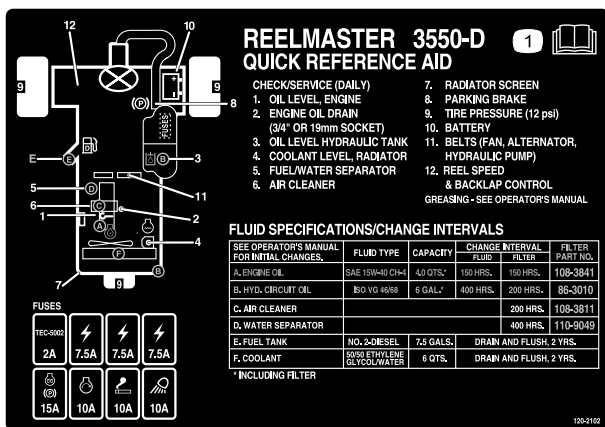 REELMASTER 3550-D
1
QUICK REFERENCE AID
CHECK/SERVICE (DAILY)
1. OIL LEVEL, ENGINE
2. ENGINE OIL DRAIN
(3/4" OR 19mm SOCKET)
3. OIL LEVEL HYDRAULIC TANK
4. COOLANT LEVEL, RADIATOR
5. FUEL/WATER SEPARATOR
6. AIR CLEANER
7. RADIATOR SCREEN
8. PARKING BRAKE
9. TIRE PRESSURE (12 psi)
10. BATTERY
11. BELTS (FAN, ALTERNATOR,
HYDRAULIC PUMP)
12. REEL SPEED
& BACKLAP CONTROL
GREASING - SEE OPERATOR'S MANUAL
12
10
9
9
(P)
8
FUSES
E
E
D
B
3
5
D
11
6
C
1
2
A
4
F
B
7
9
FLUID SPECIFICATIONS/CHANGE INTERVALS
SEE OPERATOR'S MANUAL FOR INITIAL CHANGES. FLUID TYPE CAPACITY CHANGE INTERVAL FLUID FILTER FILTER PART NO.
A. ENGINE OIL SAE 15W-40 CH-4 4.0 QTS.* 150 HRS. 150 HRS. 108-3841
B. HYD. CIRCUIT OIL ISO VG 46/68 6 GAL.* 400 HRS. 200 HRS. 86-3010
C. AIR CLEANER 200 HRS. 108-3811
D. WATER SEPARATOR 400 HRS. 110-9049
E. FUEL TANK NO. 2-DIESEL 7.5 GALS. DRAIN AND FLUSH, 2 YRS.
F. COOLANT 50/50 ETHYLENE GLYCOL/WATER 6 QTS. DRAIN AND FLUSH, 2 YRS.
* INCLUDING FILTER
FUSES
TEC-5002
2A 7.5A 7.5A 7.5A
(P)
15A 10A 10A 10A
120-2102